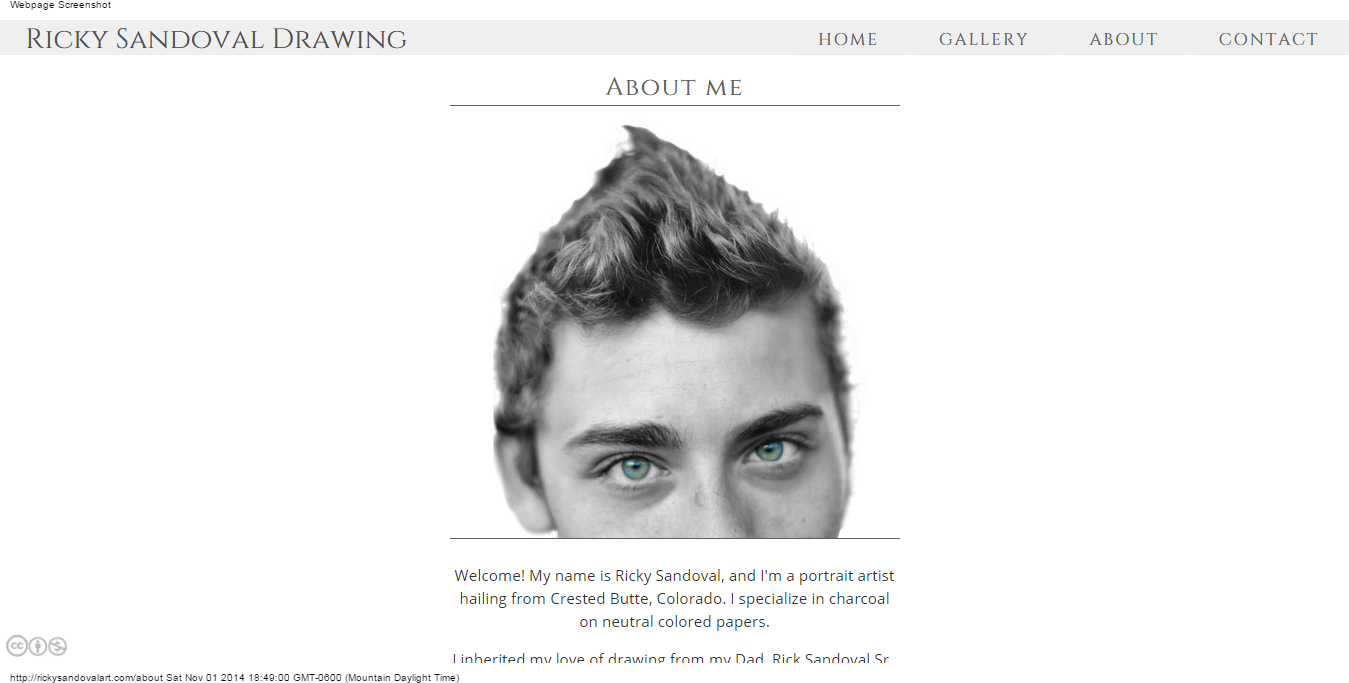 Webpage Screenshot
Ricky Sandoval Drawing
HOME GALLERY ABOUT CONTACT
About me
Welcome! My name is Ricky Sandoval, and I'm a portrait artist
hailing from Crested Butte, Colorado. I specialize in charcoal
on neutral colored papers.
I inherited my love of drawing from my Dad, Rick Sandoval Sr.
cc
http://rickysandovalart.com/about Sat Nov 01 2014 18:49:00 GMT-0600 (Mountain Daylight Time)